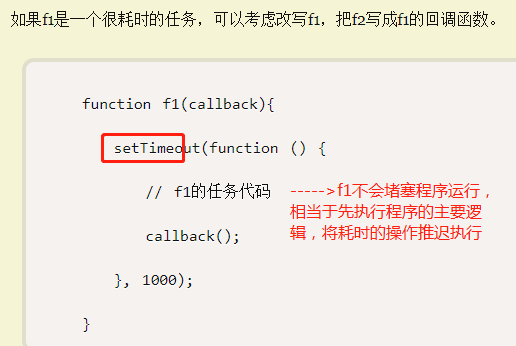 如果f1是一个很耗时的任务，可以考虑改写f1，把f2写成f1的回调函数。
function f1(callback){
setTimeout(function () {
// f1的任务代码
----->f1不会堵塞程序运行，
相当于先执行程序的主要逻
辑，将耗时的操作推迟执行
callback();
}, 1000);
}